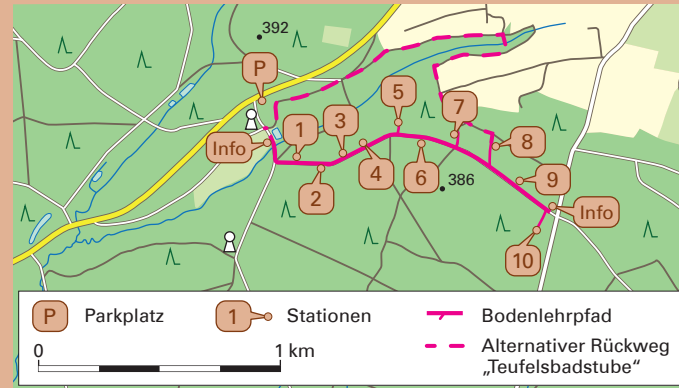 392
P
5
7
3
1
Info
8
4
6
2
9
386
Info
10
P Parkplatz
1 Stationen
Bodenlehrpfad
Alternativer Rückweg
„Teufelsbadstube“
0 1 km